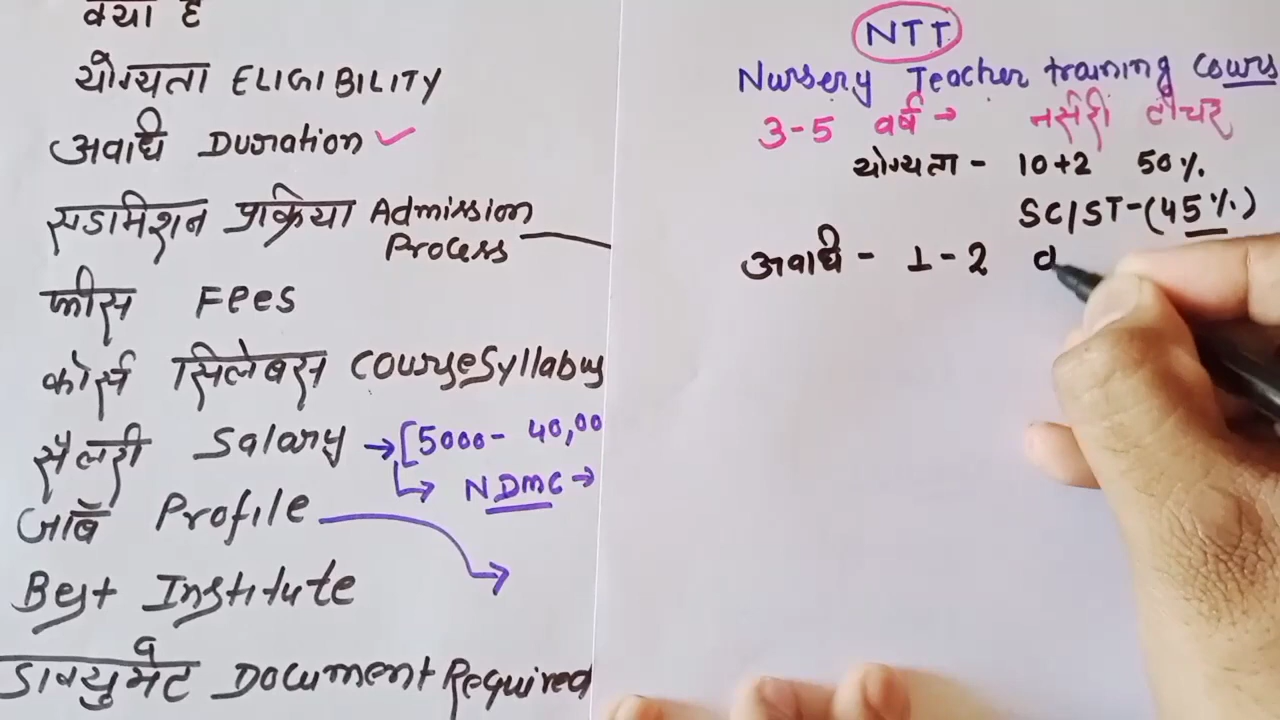 क्या है
योग्यता ELIGIBILITY
अवधि Duration ✓
एडमिशन प्रक्रिया Admission
Process
फीस Fees
कोर्स सिलेबस Course Syllabus
सैलरी Salary → [5000 - 40,00
NDMC →
जॉब Profile
Best Institute
डाक्युमेंट Document Required
NTT
Nursery Teacher training Cours
3-5 वर्ष → नर्सरी टीचर
योग्यता - 10+2 50%
SC/ST-(45%)
अवधि - 1-2